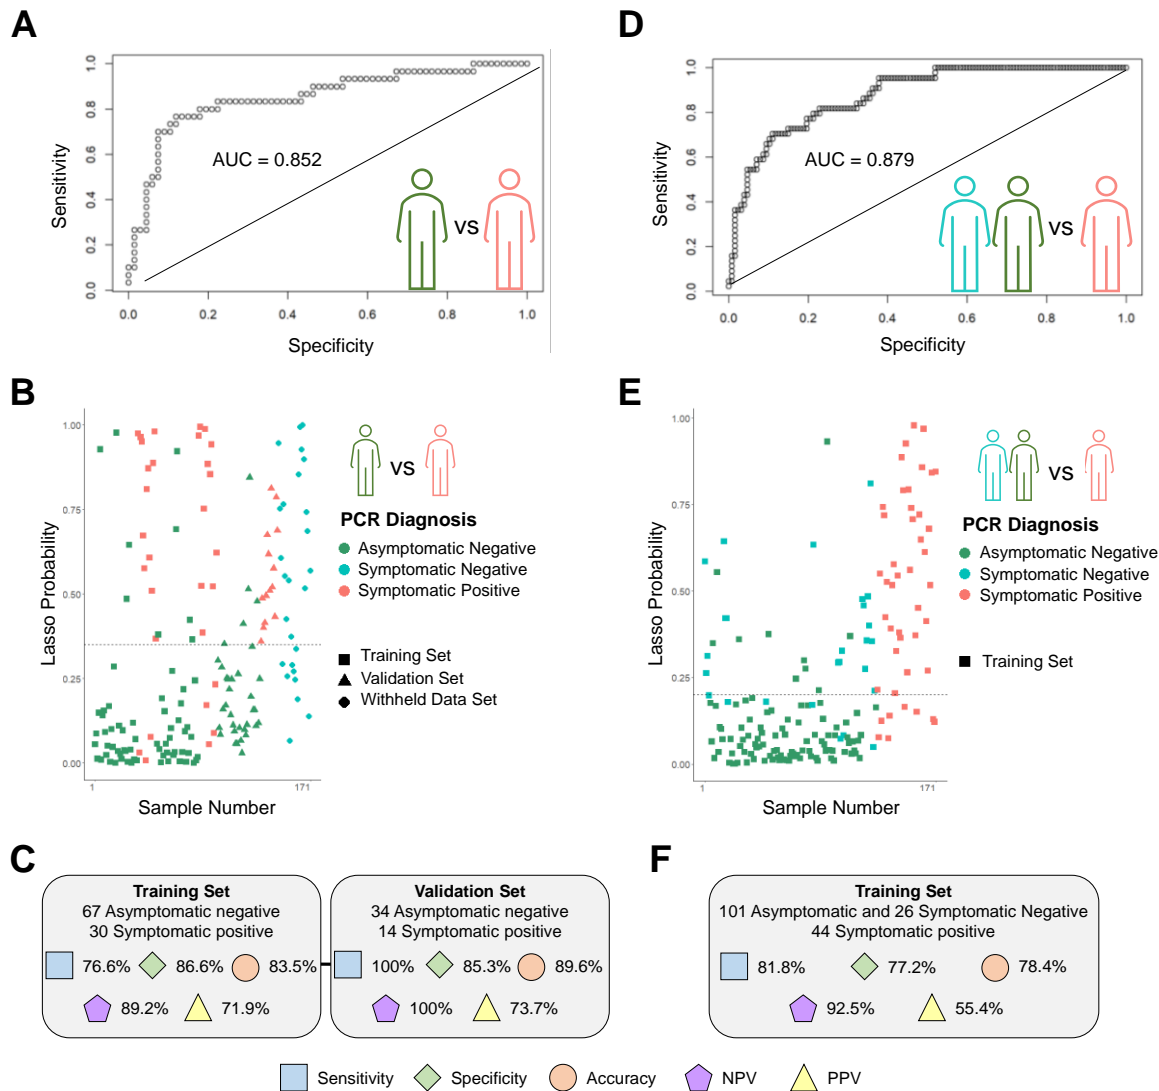 A
1.0
0.8
0.6
0.4
0.2
0.0
Sensitivity
AUC = 0.852
vs
0.0 0.2 0.4 0.6 0.8 1.0
Specificity
D
1.0
0.8
0.6
0.4
0.2
0.0
Sensitivity
AUC = 0.879
vs
0.0 0.2 0.4 0.6 0.8 1.0
Specificity
B
1.00
0.75
0.50
0.25
0.00
Lasso Probability
1 171
Sample Number
vs
PCR Diagnosis
Asymptomatic Negative
Symptomatic Negative
Symptomatic Positive
Training Set
Validation Set
Withheld Data Set
E
1.00
0.75
0.50
0.25
0.00
Lasso Probability
1 171
Sample Number
vs
PCR Diagnosis
Asymptomatic Negative
Symptomatic Negative
Symptomatic Positive
Training Set
C
Training Set
67 Asymptomatic negative
30 Symptomatic positive
76.6% 86.6% 83.5%
89.2% 71.9%
Validation Set
34 Asymptomatic negative
14 Symptomatic positive
100% 85.3% 89.6%
100% 73.7%
F
Training Set
101 Asymptomatic and 26 Symptomatic Negative
44 Symptomatic positive
81.8% 77.2% 78.4%
92.5% 55.4%
Sensitivity Specificity Accuracy NPV PPV